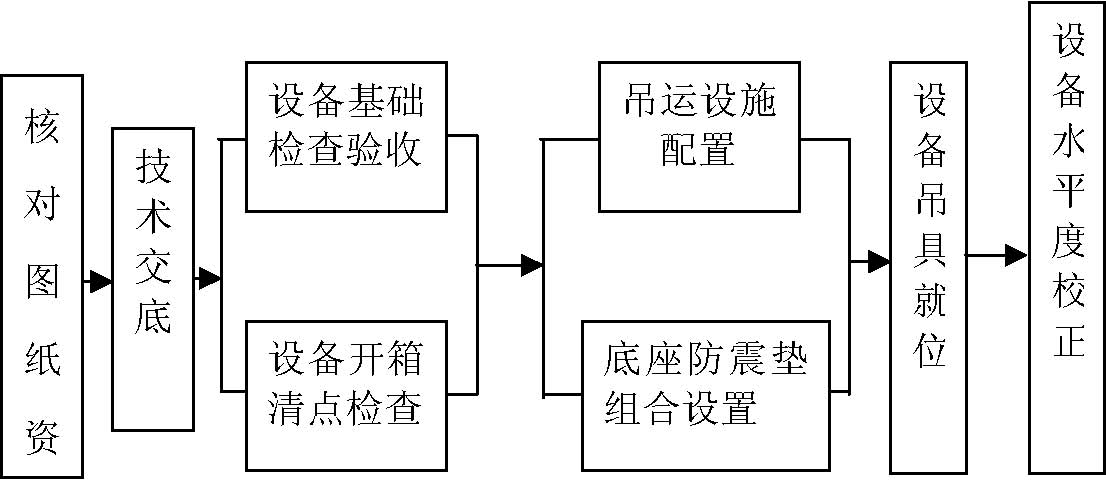 核对图纸资
技术交底
设备基础
检查验收
设备开箱
清点检查
吊运设施
配置
底座防震垫
组合设置
设备吊具就位
设备水平度校正